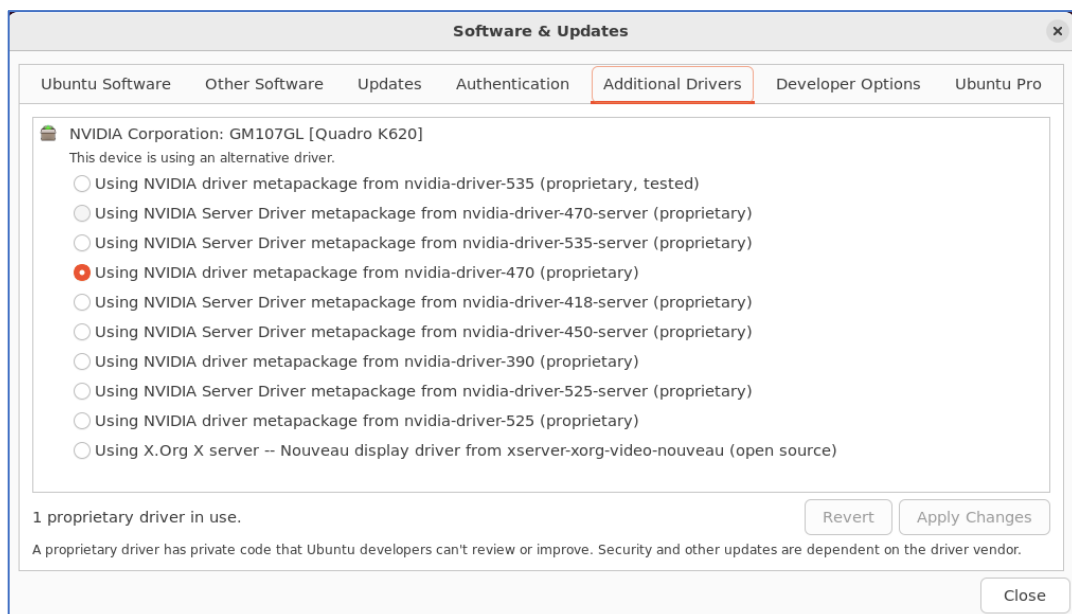 Software & Updates
Ubuntu Software Other Software Updates Authentication Additional Drivers Developer Options Ubuntu Pro
NVIDIA Corporation: GM107GL [Quadro K620]
This device is using an alternative driver.
Using NVIDIA driver metapackage from nvidia-driver-535 (proprietary, tested)
Using NVIDIA Server Driver metapackage from nvidia-driver-470-server (proprietary)
Using NVIDIA Server Driver metapackage from nvidia-driver-535-server (proprietary)
Using NVIDIA driver metapackage from nvidia-driver-470 (proprietary)
Using NVIDIA Server Driver metapackage from nvidia-driver-418-server (proprietary)
Using NVIDIA Server Driver metapackage from nvidia-driver-450-server (proprietary)
Using NVIDIA driver metapackage from nvidia-driver-390 (proprietary)
Using NVIDIA Server Driver metapackage from nvidia-driver-525-server (proprietary)
Using NVIDIA driver metapackage from nvidia-driver-525 (proprietary)
Using X.Org X server -- Nouveau display driver from xserver-xorg-video-nouveau (open source)
1 proprietary driver in use. Revert Apply Changes
A proprietary driver has private code that Ubuntu developers can't review or improve. Security and other updates are dependent on the driver vendor.
Close